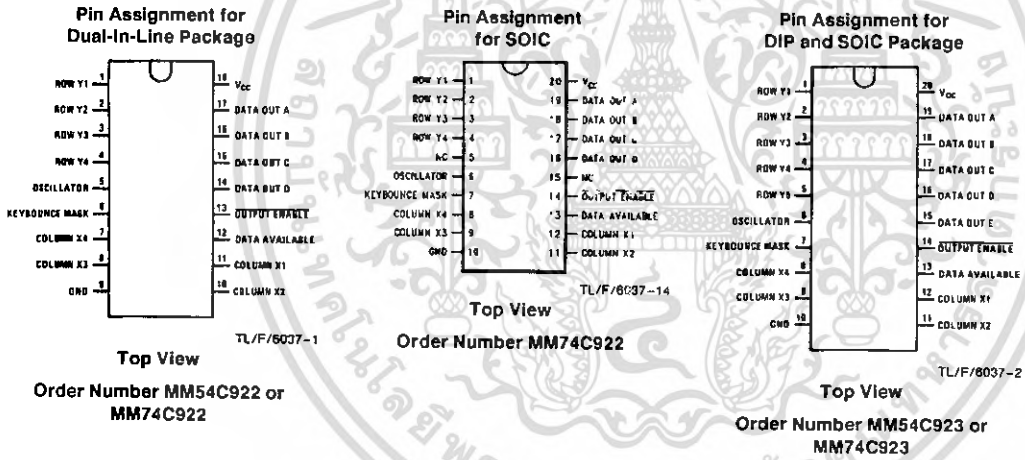 Pin Assignment for
Dual-In-Line Package
ROW Y1 1
ROW Y2 2
ROW Y3 3
ROW Y4 4
OSCILLATOR 5
KEYBOUNCE MASK 6
COLUMN X4 7
COLUMN X3 8
GND 9
18 VCC
17 DATA OUT A
16 DATA OUT B
15 DATA OUT C
14 DATA OUT D
13 OUTPUT ENABLE
12 DATA AVAILABLE
11 COLUMN X1
10 COLUMN X2
TL/F/6037-1
Top View
Order Number MM54C922 or
MM74C922
Pin Assignment
for SOIC
ROW Y1 1
ROW Y2 2
ROW Y3 3
ROW Y4 4
NC 5
OSCILLATOR 6
KEYBOUNCE MASK 7
COLUMN X4 8
COLUMN X3 9
GND 10
20 VCC
19 DATA OUT A
18 DATA OUT B
17 DATA OUT C
16 DATA OUT D
15 NC
14 OUTPUT ENABLE
13 DATA AVAILABLE
12 COLUMN X1
11 COLUMN X2
TL/F/6037-14
Top View
Order Number MM74C922
Pin Assignment for
DIP and SOIC Package
ROW Y1 1
ROW Y2 2
ROW Y3 3
ROW Y4 4
ROW Y5 5
OSCILLATOR 6
KEYBOUNCE MASK 7
COLUMN X4 8
COLUMN X3 9
GND 10
20 VCC
19 DATA OUT A
18 DATA OUT B
17 DATA OUT C
16 DATA OUT D
15 DATA OUT E
14 OUTPUT ENABLE
13 DATA AVAILABLE
12 COLUMN X1
11 COLUMN X2
TL/F/6037-2
Top View
Order Number MM54C923 or
MM74C923